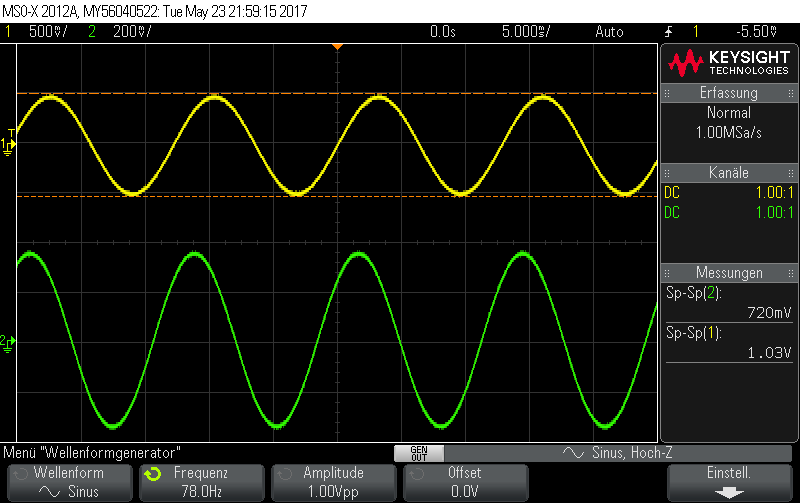 MSO-X 2012A, MY56040522: Tue May 23 21:59:15 2017
1 500mV/ 2 200mV/ 0.0s 5.000ms/ Auto 1 -5.50V
KEYSIGHT
TECHNOLOGIES
Erfassung
Normal
1.00MSa/s
Kanäle
DC 1.00:1
DC 1.00:1
Messungen
Sp-Sp(2):
720mV
Sp-Sp(1):
1.03V
T
1
2
Menü "Wellenformgenerator"
GEN
OUT
Sinus, Hoch-Z
Wellenform
Sinus
Frequenz
78.0Hz
Amplitude
1.00Vpp
Offset
0.0V
Einstell.